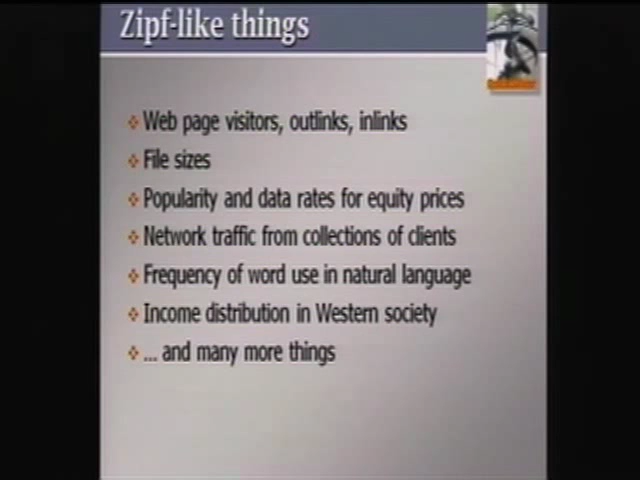 Zipf-like things
Web page visitors, outlinks, inlinks
File sizes
Popularity and data rates for equity prices
Network traffic from collections of clients
Frequency of word use in natural language
Income distribution in Western society
... and many more things